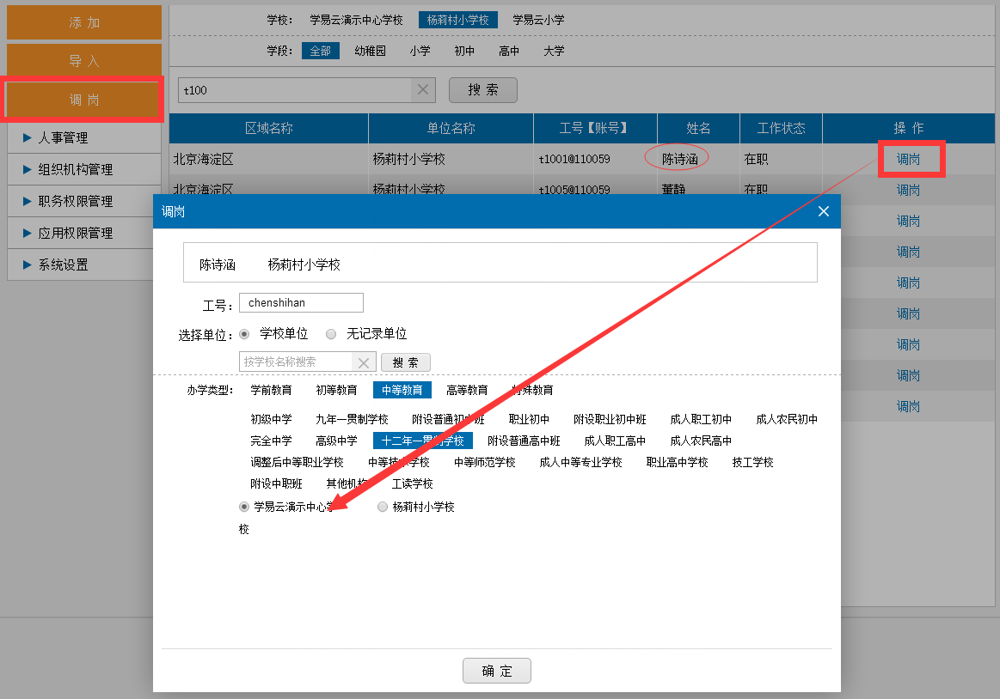 添 加
导 入
调 岗
人事管理
组织机构管理
职务权限管理
应用权限管理
系统设置
学校： 学易云演示中心学校 杨莉村小学校 学易云小学
学段： 全部 幼稚园 小学 初中 高中 大学
t100 搜 索
区域名称 单位名称 工号【账号】 姓名 工作状态 操 作
北京海淀区 杨莉村小学校 t1001@110059 陈诗涵 在职 调岗
北京海淀区 杨莉村小学校 t1005@110059 董静 在职 调岗
调岗
调岗
调岗
调岗
调岗
调岗
调岗
调岗
陈诗涵 杨莉村小学校
工号： chenshihan
选择单位： 学校单位 无记录单位
按学校名称搜索 搜 索
办学类型： 学前教育 初等教育 中等教育 高等教育 特殊教育
初级中学 九年一贯制学校 附设普通初中班 职业初中 附设职业初中班 成人职工初中 成人农民初中
完全中学 高级中学 十二年一贯制学校 附设普通高中班 成人职工高中 成人农民高中
调整后中等职业学校 中等技术学校 中等师范学校 成人中等专业学校 职业高中学校 技工学校
附设中职班 其他机构 工读学校
学易云演示中心学 杨莉村小学校
校
确 定